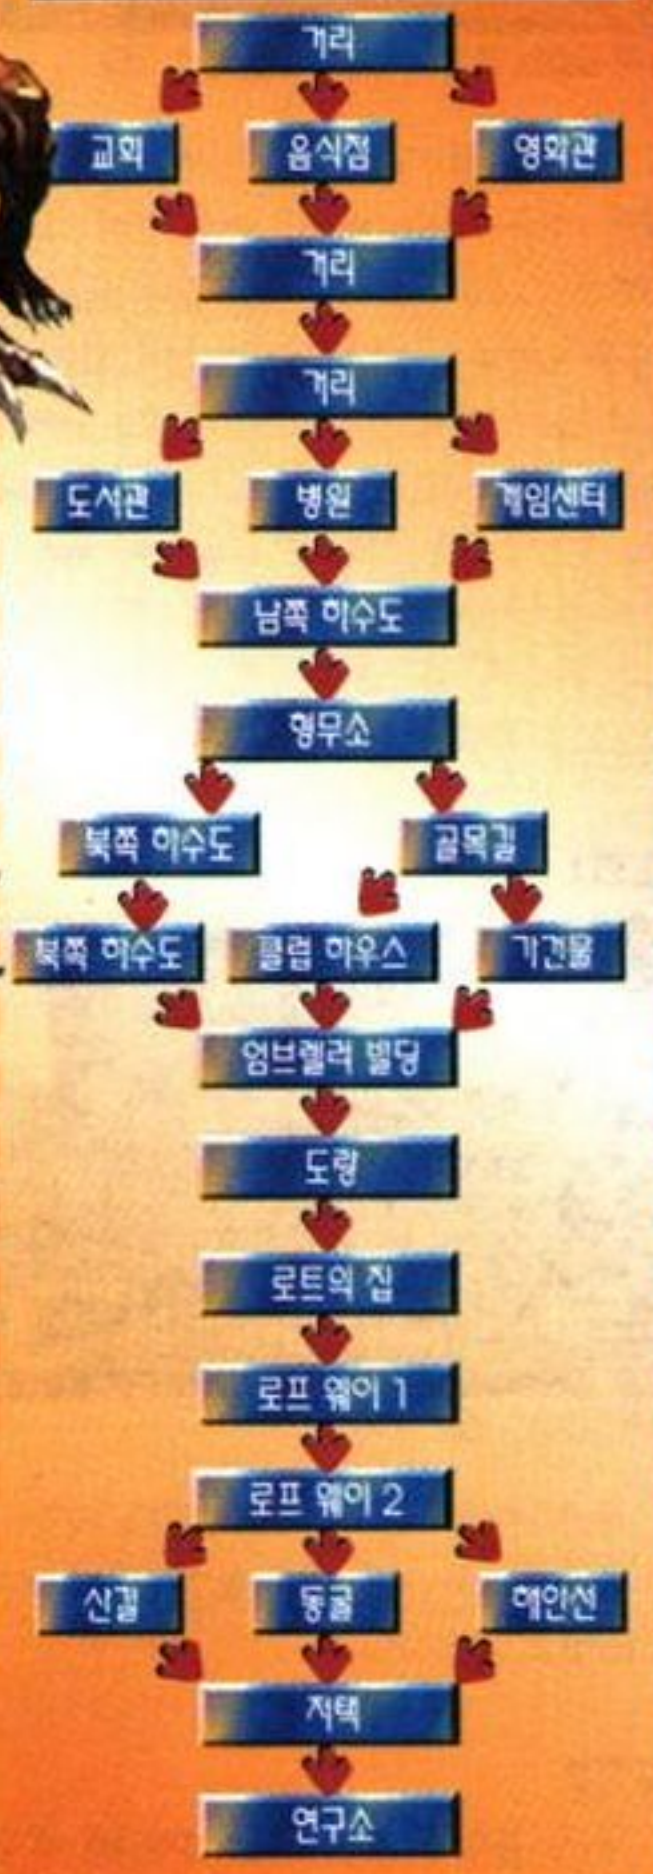 거리
교회
음식점
영화관
거리
거리
도서관
병원
게임센터
남쪽 하수도
형무소
북쪽 하수도
골목길
북쪽 하수도
클럽 하우스
가건물
엄브렐러 빌딩
도랑
로트의 집
로프 웨이 1
로프 웨이 2
산길
동굴
해안선
저택
연구소